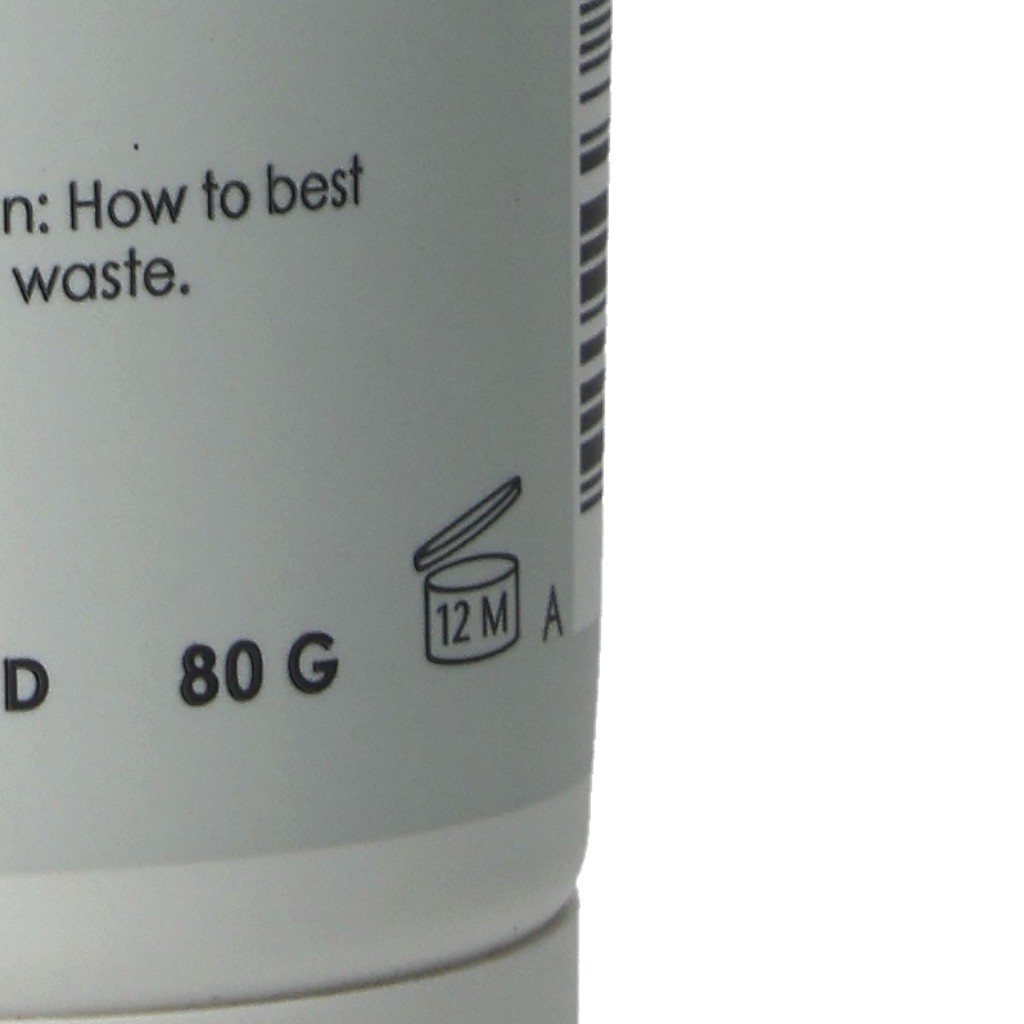 n: How to best
waste.
D 80 G 12 M A